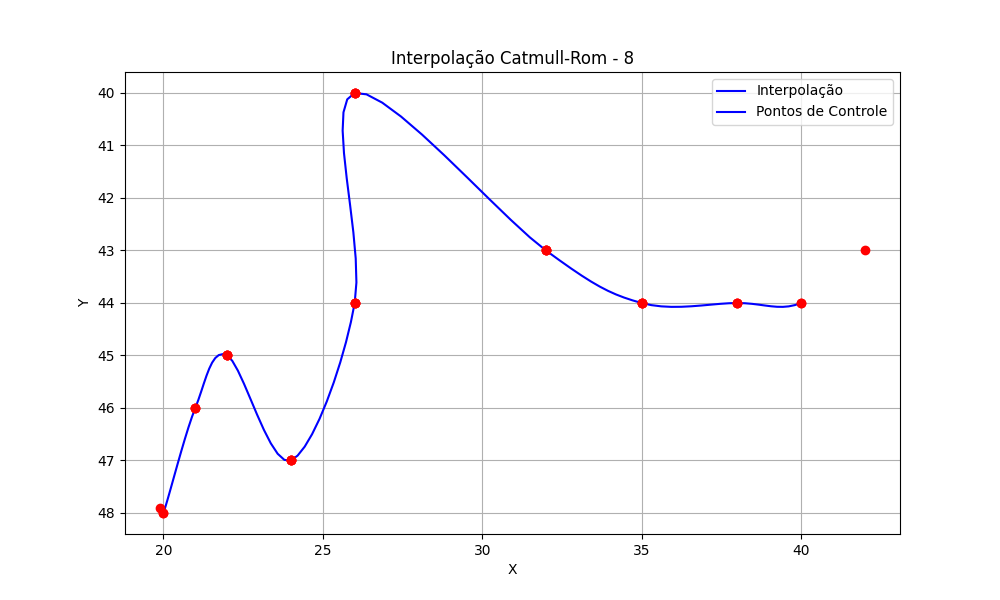 Interpolação Catmull-Rom - 8
Interpolação
Pontos de Controle
40
41
42
43
44
45
46
47
48
Y
20 25 30 35 40
X